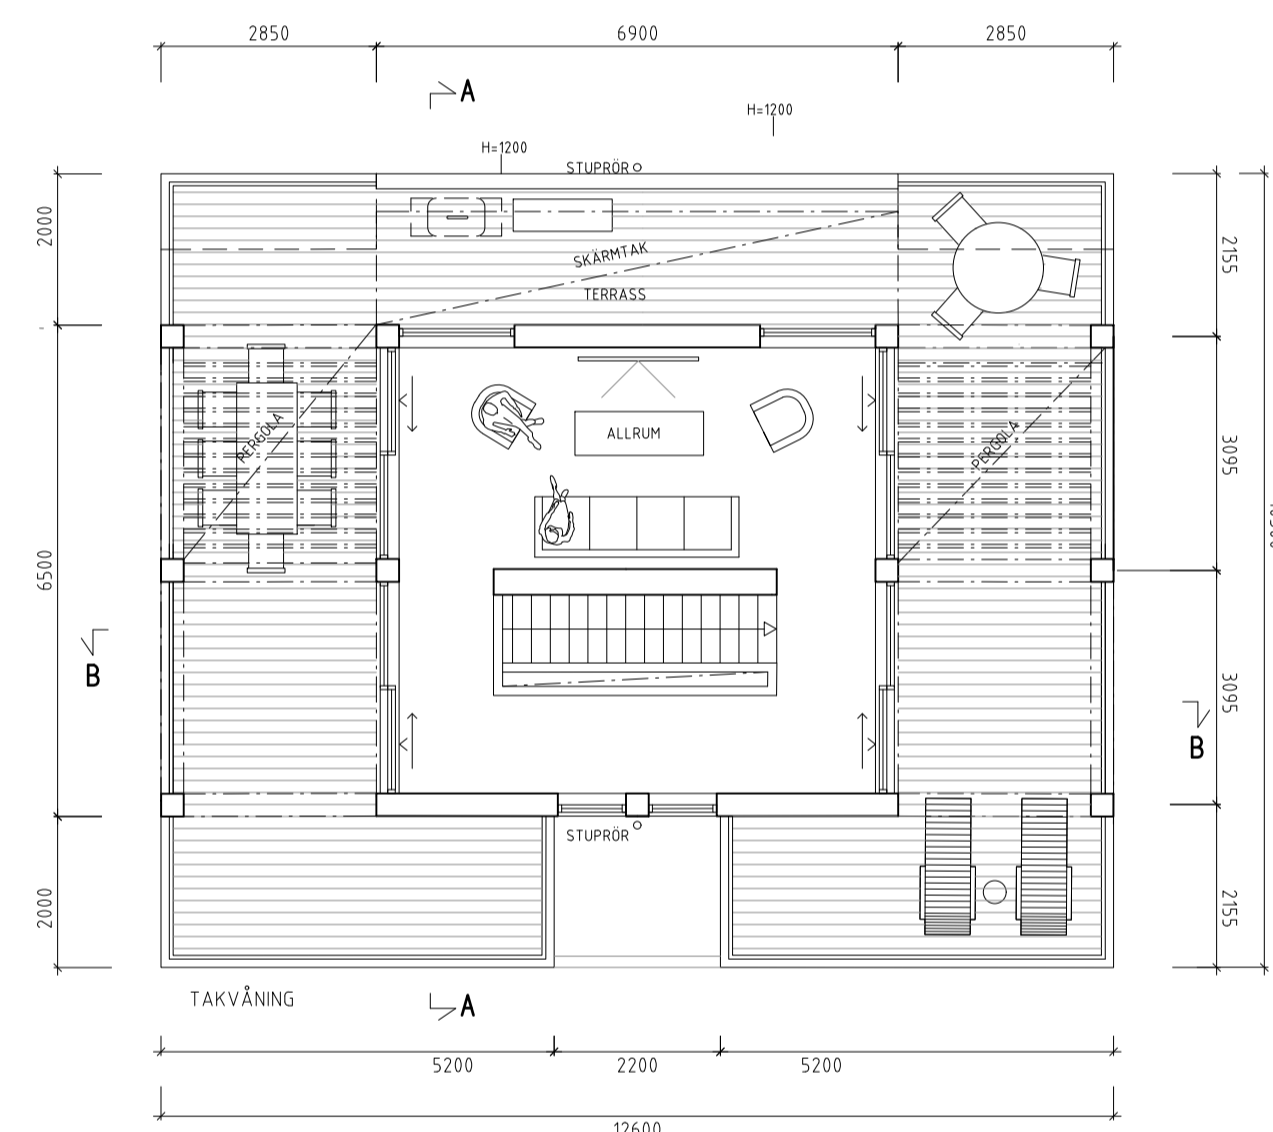 2850
6900
2850
A
H=1200
H=1200
STUPRÖR
2000
2155
SKÄRMTAK
TERRASS
PERGOLA
ALLRUM
PERGOLA
3095
6500
B
3095
B
STUPRÖR
2000
2155
TAKVÅNING
A
5200
2200
5200
12600